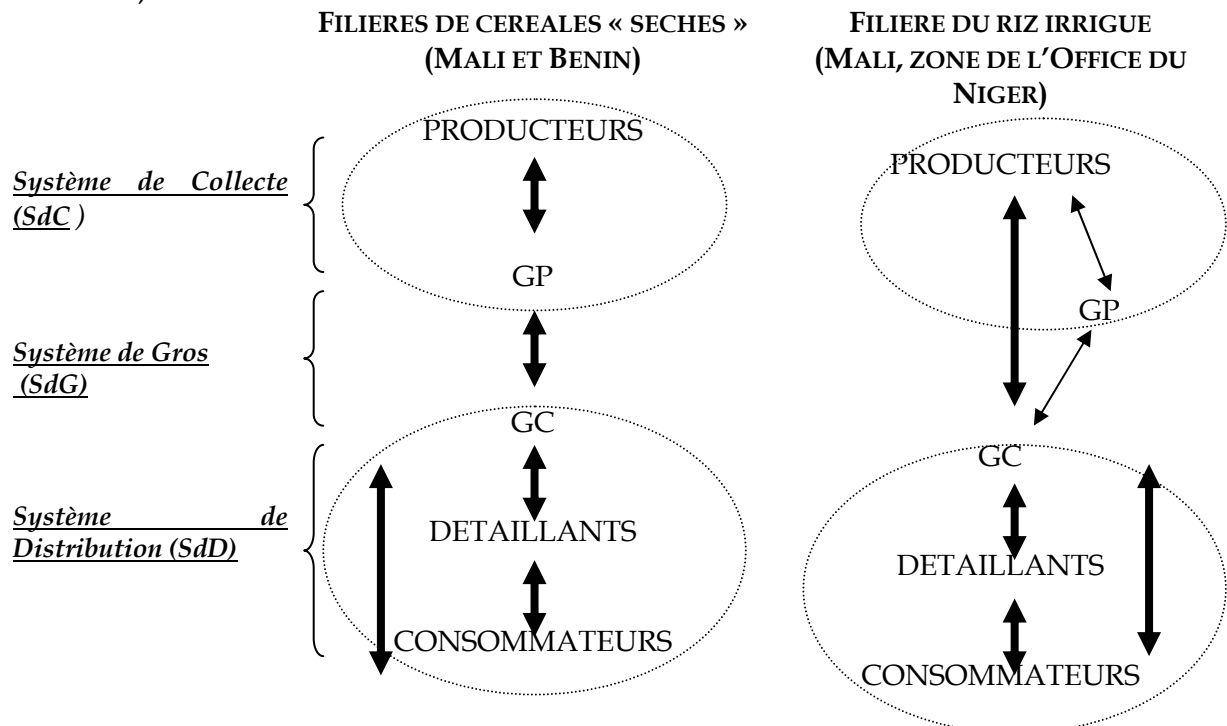 FILIERES DE CEREALES « SECHES »
(MALI ET BENIN)
FILIERE DU RIZ IRRIGUE
(MALI, ZONE DE L'OFFICE DU
NIGER)
Système de Collecte
(SdC )
Système de Gros
(SdG)
Système de
Distribution (SdD)
PRODUCTEURS
GP
GC
DETAILLANTS
CONSOMMATEURS
PRODUCTEURS
GP
GC
DETAILLANTS
CONSOMMATEURS